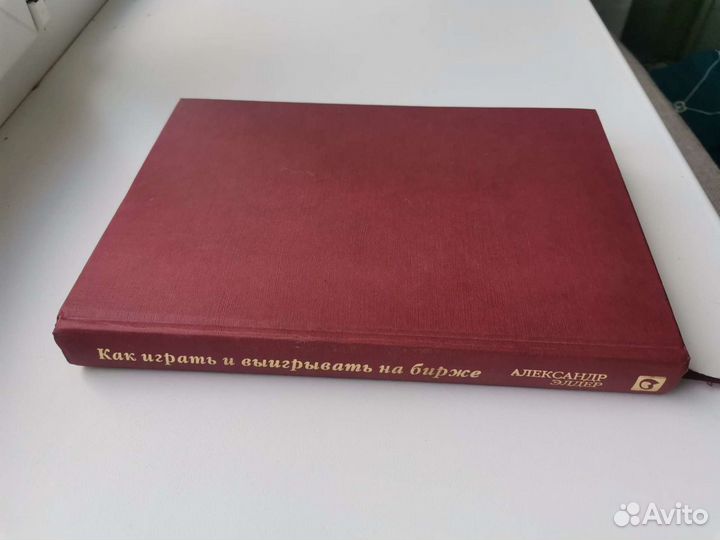 Как играть и выигрывать на бирже
АЛЕКСАНДР
ЭЛДЕР
G
Avito